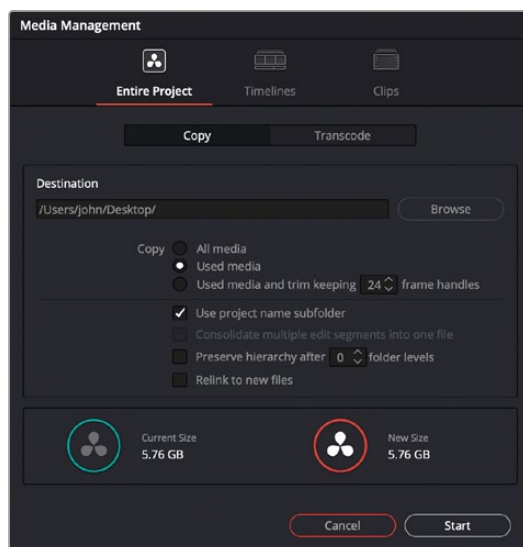 Media Management
Entire Project Timelines Clips
Copy Transcode
Destination
/Users/john/Desktop/ Browse
Copy All media
Used media
Used media and trim keeping 24 frame handles
Use project name subfolder
Consolidate multiple edit segments into one file
Preserve hierarchy after 0 folder levels
Relink to new files
Current Size New Size
5.76 GB 5.76 GB
Cancel Start